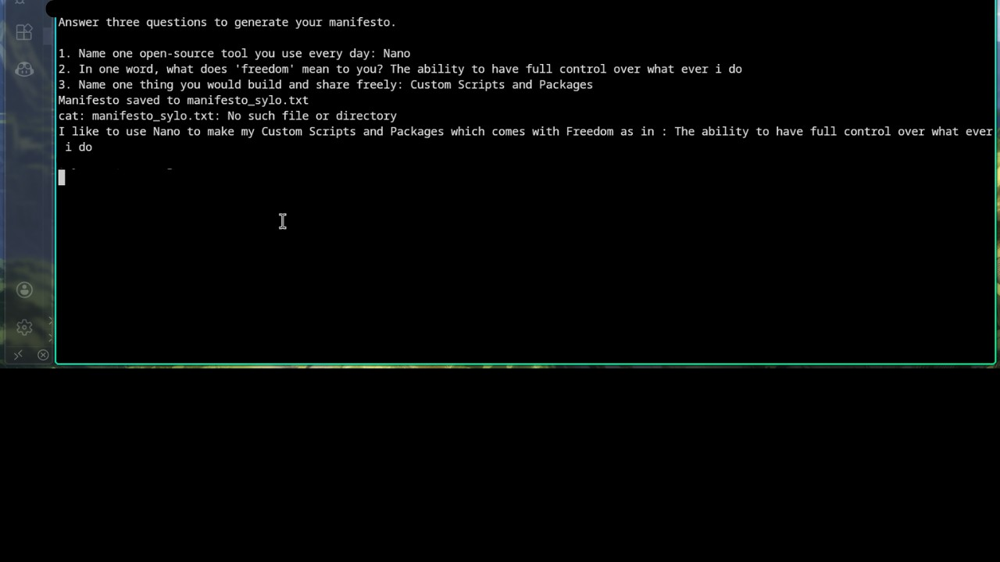 Answer three questions to generate your manifesto.
1. Name one open-source tool you use every day: Nano
2. In one word, what does 'freedom' mean to you? The ability to have full control over what ever i do
3. Name one thing you would build and share freely: Custom Scripts and Packages
Manifesto saved to manifesto_sylo.txt
cat: manifesto_sylo.txt: No such file or directory
I like to use Nano to make my Custom Scripts and Packages which comes with Freedom as in : The ability to have full control over what ever
i do